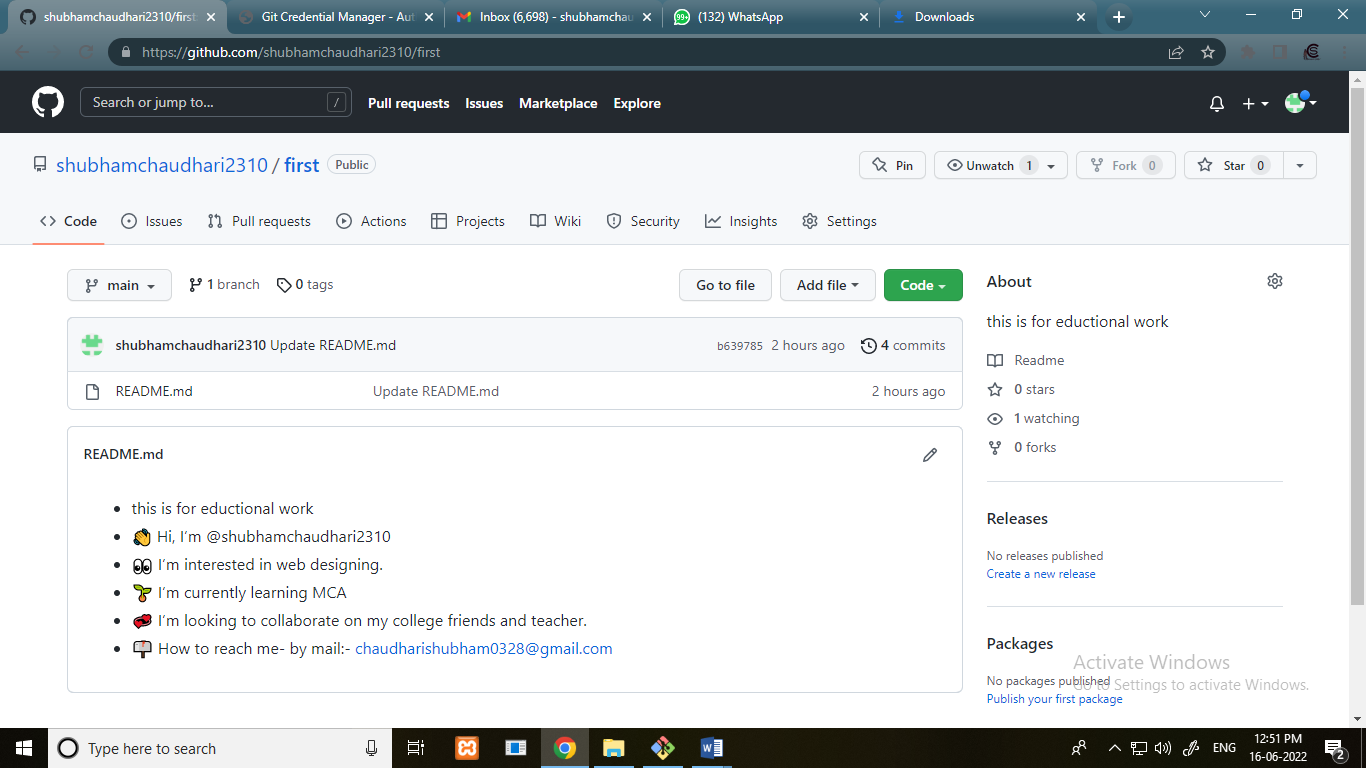 shubhamchaudhari2310/first
Git Credential Manager - Aut
Inbox (6,698) - shubhamchau
99+ (132) WhatsApp
Downloads
https://github.com/shubhamchaudhari2310/first
Search or jump to... /
Pull requests Issues Marketplace Explore
shubhamchaudhari2310 / first Public
Pin Unwatch 1 Fork 0 Star 0
Code Issues Pull requests Actions Projects Wiki Security Insights Settings
main 1 branch 0 tags Go to file Add file Code
shubhamchaudhari2310 Update README.md b639785 2 hours ago 4 commits
README.md Update README.md 2 hours ago
README.md
this is for eductional work
👋 Hi, I'm @shubhamchaudhari2310
👀 I'm interested in web designing.
🌱 I'm currently learning MCA
💞 I'm looking to collaborate on my college friends and teacher.
📫 How to reach me- by mail:- chaudharishubham0328@gmail.com
About
this is for eductional work
Readme
0 stars
1 watching
0 forks
Releases
No releases published
Create a new release
Packages
No packages published
Publish your first package
Activate Windows
Go to Settings to activate Windows.
Type here to search
ENG
12:51 PM
16-06-2022
2